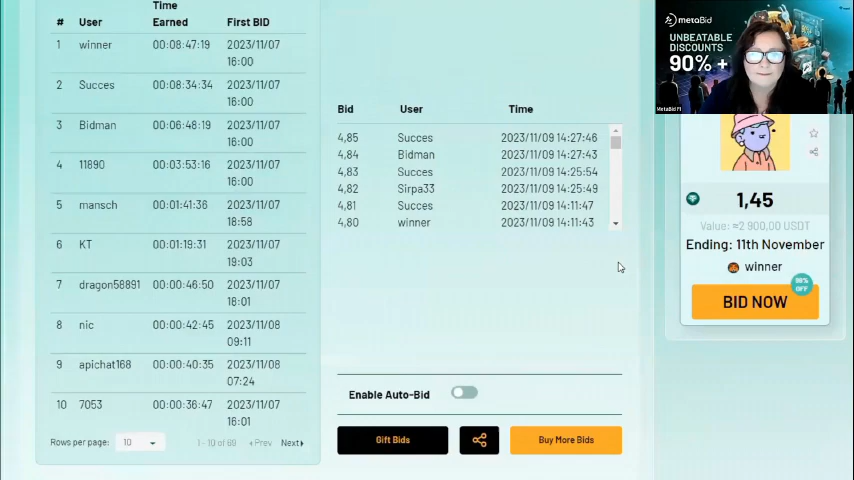 # User Time Earned First BID
1 winner 00:08:47:19 2023/11/07 16:00
2 Succes 00:08:34:34 2023/11/07 16:00
3 Bidman 00:06:48:19 2023/11/07 16:00
4 11890 00:03:53:16 2023/11/07 16:00
5 mansch 00:01:41:36 2023/11/07 18:58
6 KT 00:01:19:31 2023/11/07 19:03
7 dragon58891 00:00:46:50 2023/11/07 16:01
8 nic 00:00:42:45 2023/11/08 09:11
9 apichat168 00:00:40:35 2023/11/08 07:24
10 7053 00:00:36:47 2023/11/07 16:01
Rows per page: 10 1-10 of 69 Prev Next
Bid User Time
4,85 Succes 2023/11/09 14:27:46
4,84 Bidman 2023/11/09 14:27:43
4,83 Succes 2023/11/09 14:25:54
4,82 Sirpa33 2023/11/09 14:25:49
4,81 Succes 2023/11/09 14:11:47
4,80 winner 2023/11/09 14:11:43
Enable Auto-Bid
Gift Bids
Buy More Bids
metaBid
UNBEATABLE
DISCOUNTS
90% +
1,45
Value: ≈2 900,00 USDT
Ending: 11th November
winner
OFF
BID NOW